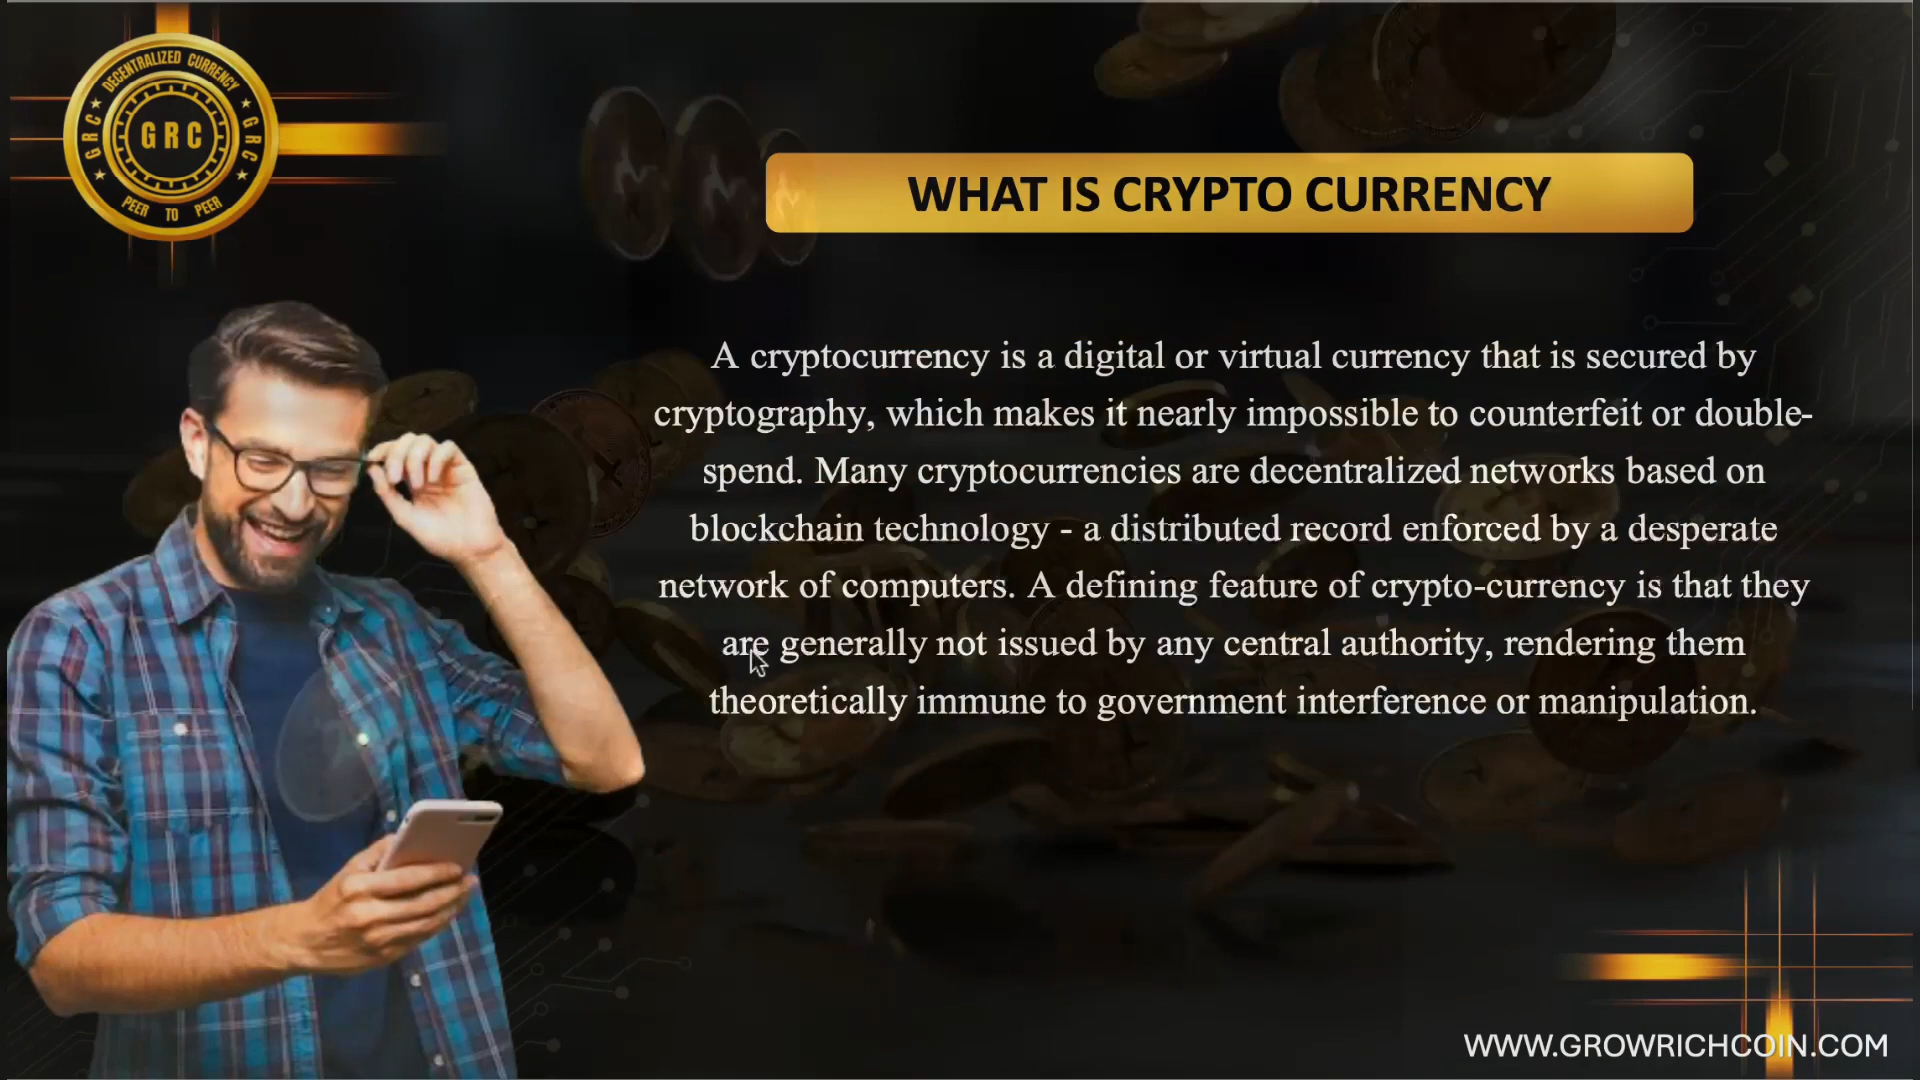 DECENTRALIZED CURRENCY
GRC
GRC
GRC
PEER TO PEER
WHAT IS CRYPTO CURRENCY
A cryptocurrency is a digital or virtual currency that is secured by
cryptography, which makes it nearly impossible to counterfeit or double-
spend. Many cryptocurrencies are decentralized networks based on
blockchain technology - a distributed record enforced by a desperate
network of computers. A defining feature of crypto-currency is that they
are generally not issued by any central authority, rendering them
theoretically immune to government interference or manipulation.
WWW.GROWRICHCOIN.COM